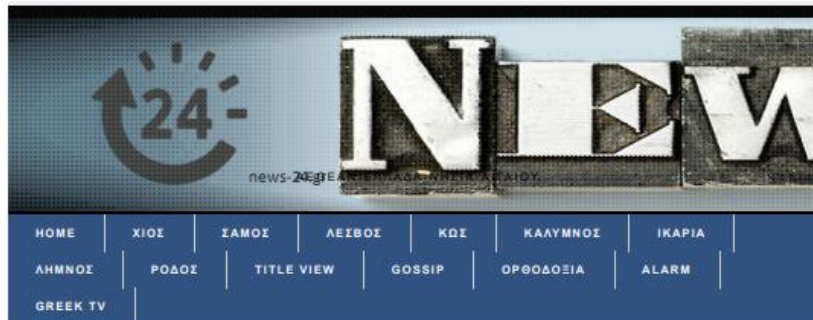 24
NEW
news-24.gr
HOME ΧΙΟΣ ΣΑΜΟΣ ΛΕΣΒΟΣ ΚΩΣ ΚΑΛΥΜΝΟΣ ΙΚΑΡΙΑ
ΛΗΜΝΟΣ ΡΟΔΟΣ TITLE VIEW GOSSIP ΟΡΘΟΔΟΞΙΑ ALARM
GREEK TV